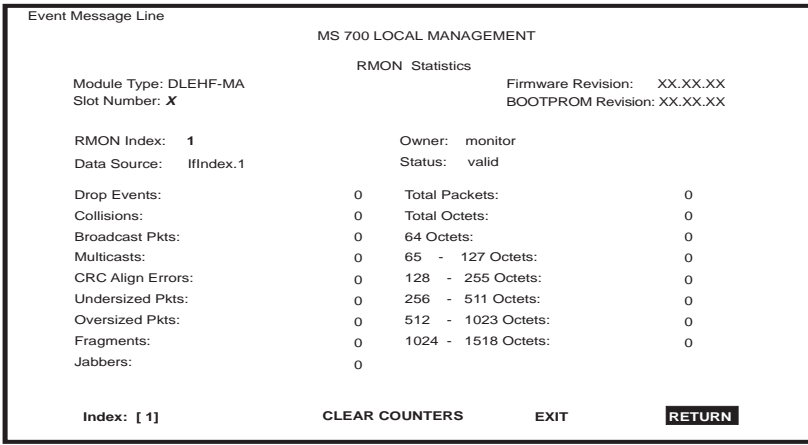 Event Message Line
MS 700 LOCAL MANAGEMENT
RMON Statistics
Module Type: DLEHF-MA Firmware Revision: XX.XX.XX
Slot Number: X BOOTPROM Revision: XX.XX.XX
RMON Index: 1 Owner: monitor
Data Source: IfIndex.1 Status: valid
Drop Events: 0 Total Packets: 0
Collisions: 0 Total Octets: 0
Broadcast Pkts: 0 64 Octets: 0
Multicasts: 0 65 - 127 Octets: 0
CRC Align Errors: 0 128 - 255 Octets: 0
Undersized Pkts: 0 256 - 511 Octets: 0
Oversized Pkts: 0 512 - 1023 Octets: 0
Fragments: 0 1024 - 1518 Octets: 0
Jabbers: 0
Index: [ 1] CLEAR COUNTERS EXIT RETURN